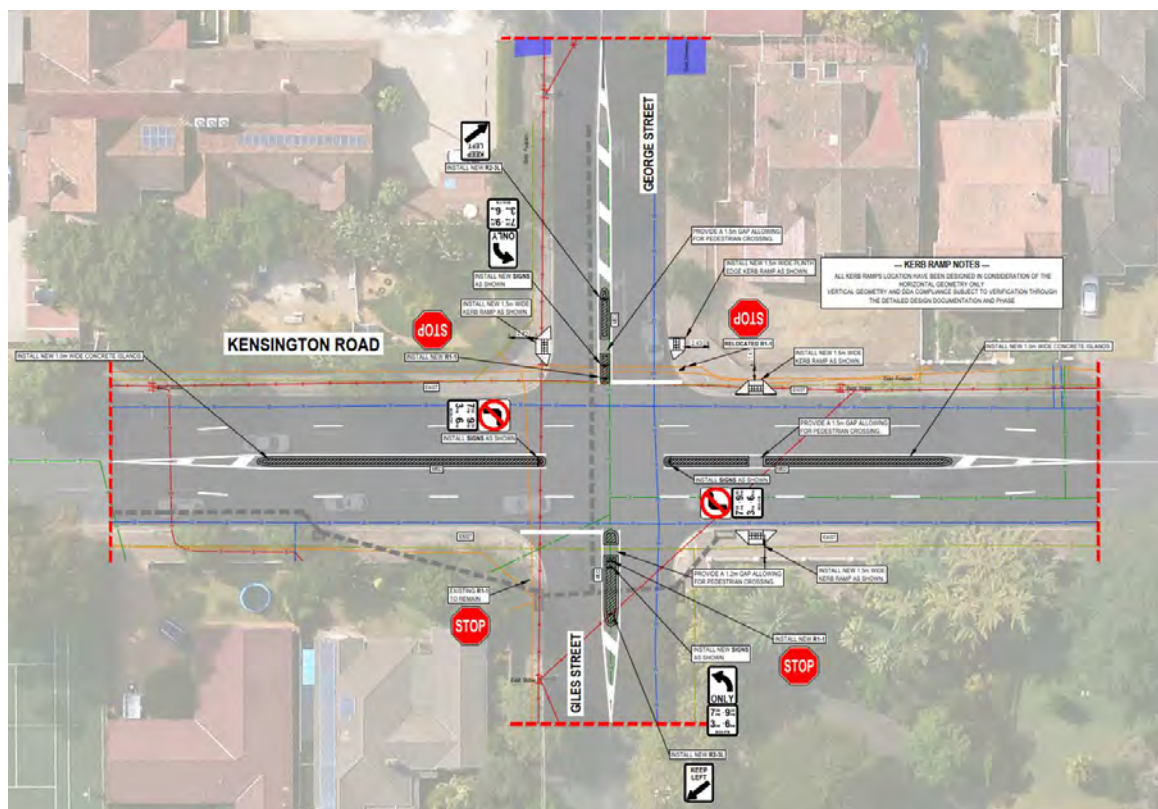 GEORGE STREET
KEEP
LEFT
INSTALL NEW R2-3L
ONLY
INSTALL NEW SIGNS
AS SHOWN
INSTALL NEW 1.5m WIDE
KERB RAMP AS SHOWN.
STOP
INSTALL NEW R1-1
KENSINGTON ROAD
INSTALL NEW 1.0m WIDE CONCRETE ISLANDS
PROVIDE A 1.5m GAP ALLOWING
FOR PEDESTRIAN CROSSING.
INSTALL NEW 1.5m WIDE PLINTH
EDGE KERB RAMP AS SHOWN.
--- KERB RAMP NOTES ---
ALL KERB RAMPS LOCATION HAVE BEEN DESIGNED IN CONSIDERATION OF THE
HORIZONTAL GEOMETRY ONLY
VERTICAL GEOMETRY AND DDA COMPLIANCE SUBJECT TO VERIFICATION THROUGH
THE DETAILED DESIGN DOCUMENTATION AND PHASE
STOP
RELOCATED R1-1
INSTALL NEW 1.5m WIDE
KERB RAMP AS SHOWN.
INSTALL NEW 1.0m WIDE CONCRETE ISLANDS
INSTALL SIGNS AS SHOWN
PROVIDE A 1.5m GAP ALLOWING
FOR PEDESTRIAN CROSSING.
INSTALL SIGNS AS SHOWN
EXISTING R1-1
TO REMAIN
STOP
GILES STREET
PROVIDE A 1.2m GAP ALLOWING
FOR PEDESTRIAN CROSSING.
INSTALL NEW 1.5m WIDE
KERB RAMP AS SHOWN.
INSTALL NEW R1-1
STOP
INSTALL NEW SIGNS
AS SHOWN
ONLY
INSTALL NEW R2-3L
KEEP
LEFT